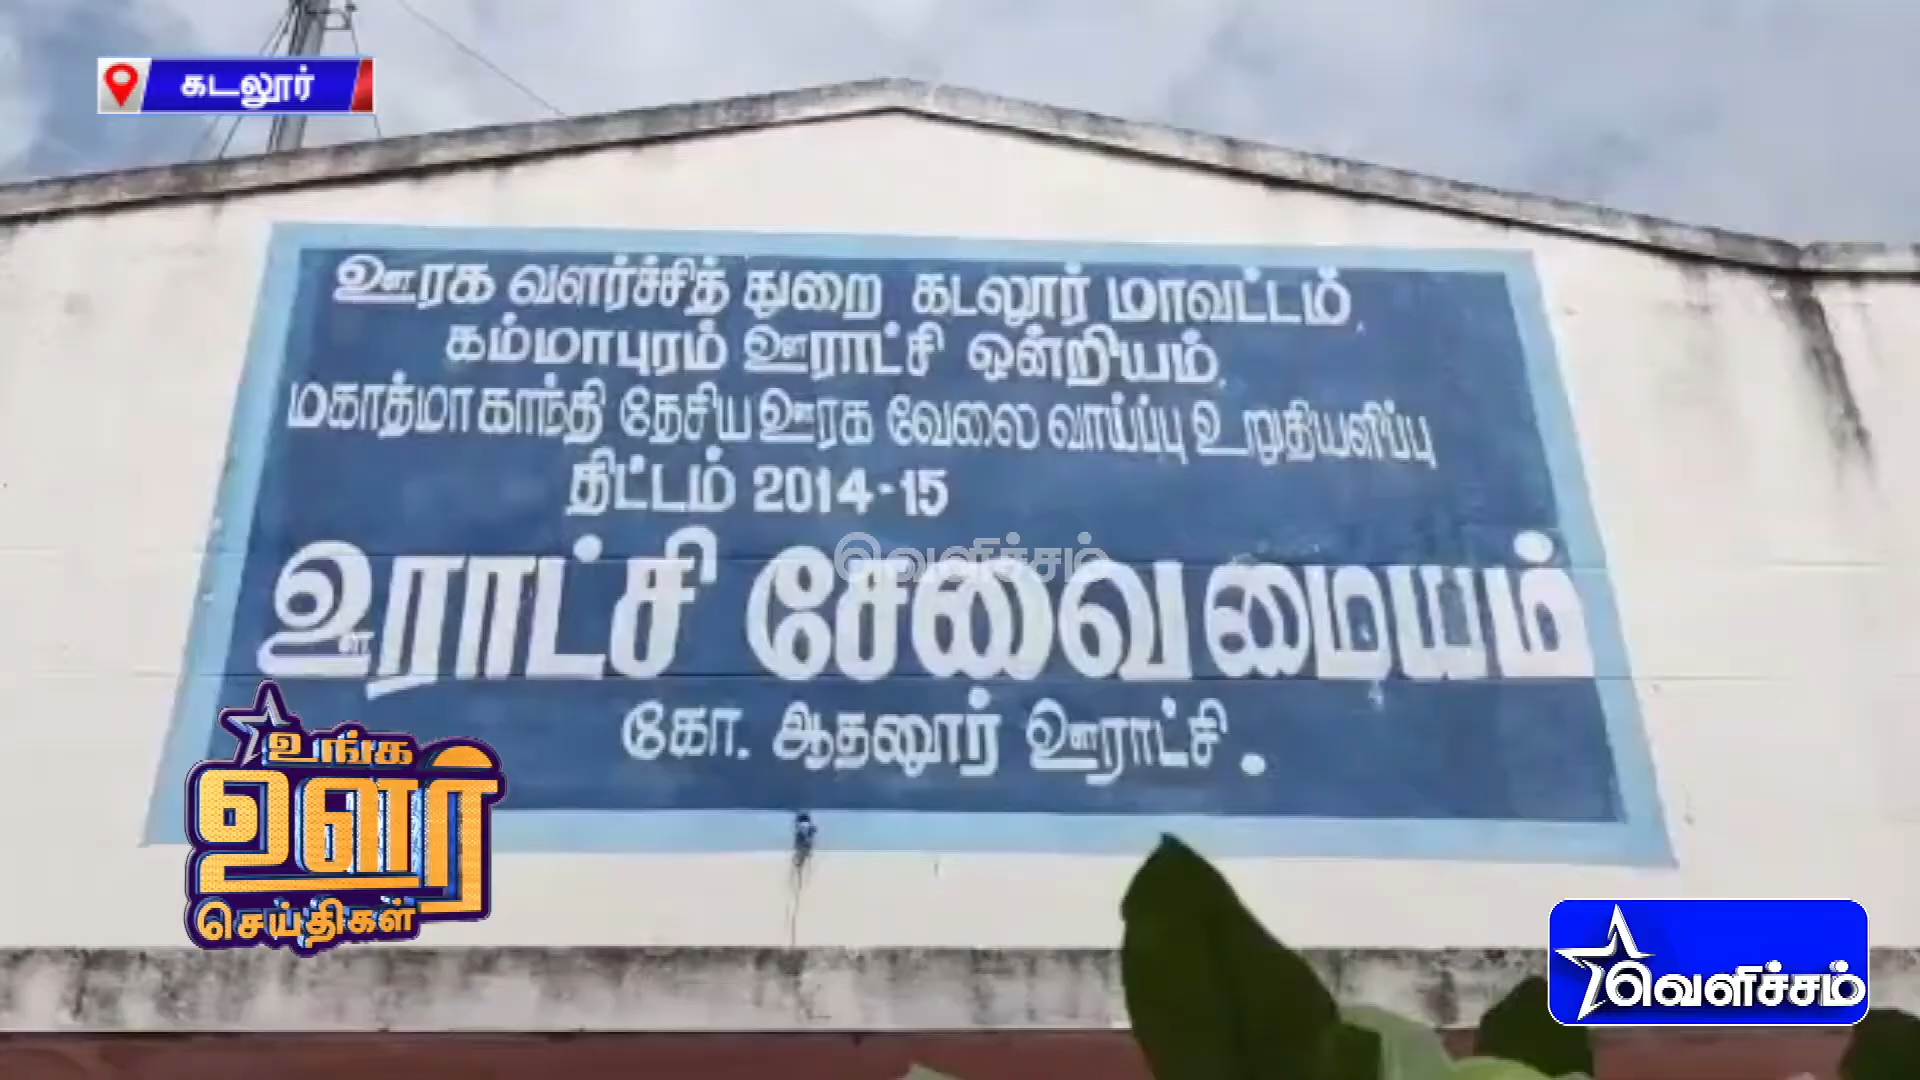 கடலூர்
ஊரக வளர்ச்சித் துறை கடலூர் மாவட்டம்,
கம்மாபுரம் ஊராட்சி ஒன்றியம்,
மகாத்மா காந்தி தேசிய ஊரக வேலை வாய்ப்பு உறுதியளிப்பு
திட்டம் 2014-15
வெளிச்சம்
ஊராட்சி சேவை மையம்
கோ. ஆதனூர் ஊராட்சி.
உங்க
ஊர்
செய்திகள்
வெளிச்சம்